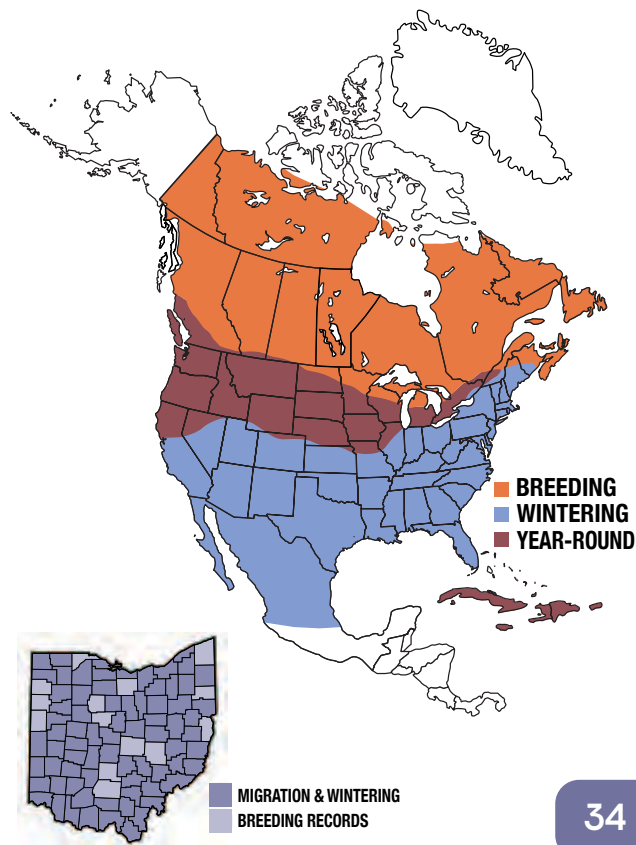 BREEDING
WINTERING
YEAR-ROUND
MIGRATION & WINTERING
BREEDING RECORDS
34